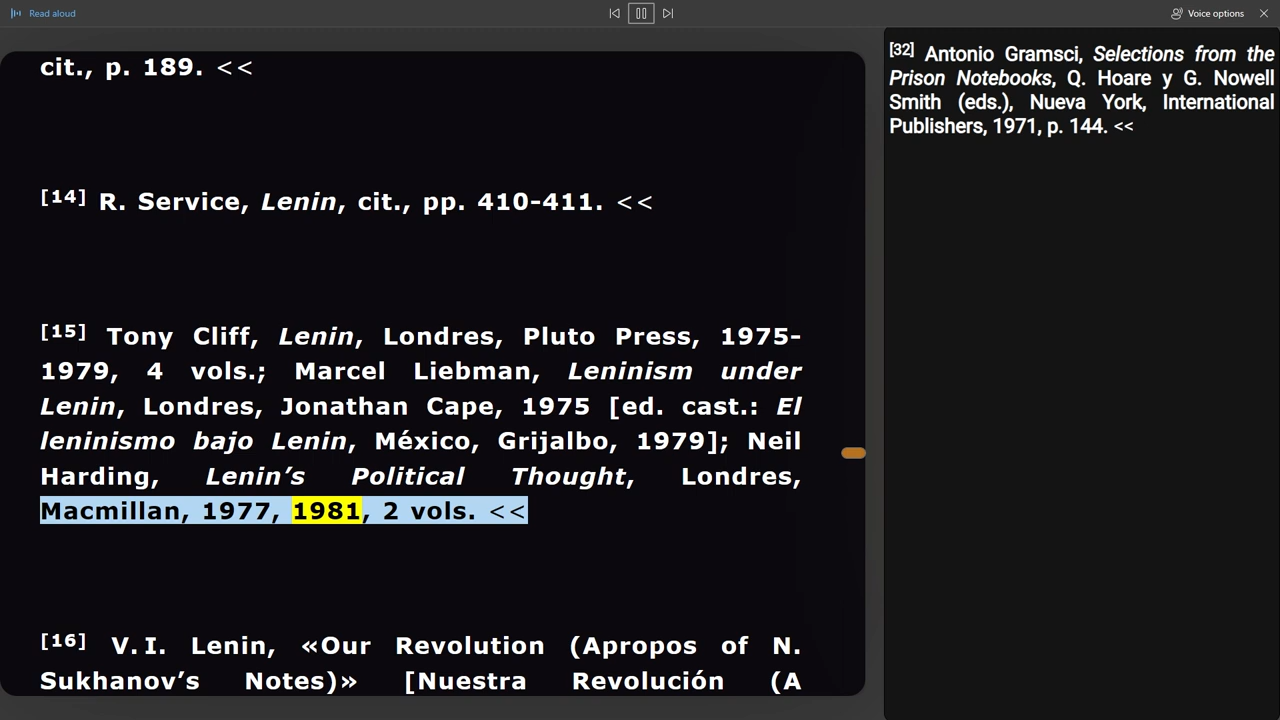 Read aloud
Voice options
cit., p. 189. <<
[14] R. Service, Lenin, cit., pp. 410-411. <<
[15] Tony Cliff, Lenin, Londres, Pluto Press, 1975-
1979, 4 vols.; Marcel Liebman, Leninism under
Lenin, Londres, Jonathan Cape, 1975 [ed. cast.: El
leninismo bajo Lenin, México, Grijalbo, 1979]; Neil
Harding, Lenin’s Political Thought, Londres,
Macmillan, 1977, 1981, 2 vols. <<
[16] V.I. Lenin, «Our Revolution (Apropos of N.
Sukhanov’s Notes)» [Nuestra Revolución (A
[32] Antonio Gramsci, Selections from the
Prison Notebooks, Q. Hoare y G. Nowell
Smith (eds.), Nueva York, International
Publishers, 1971, p. 144. <<